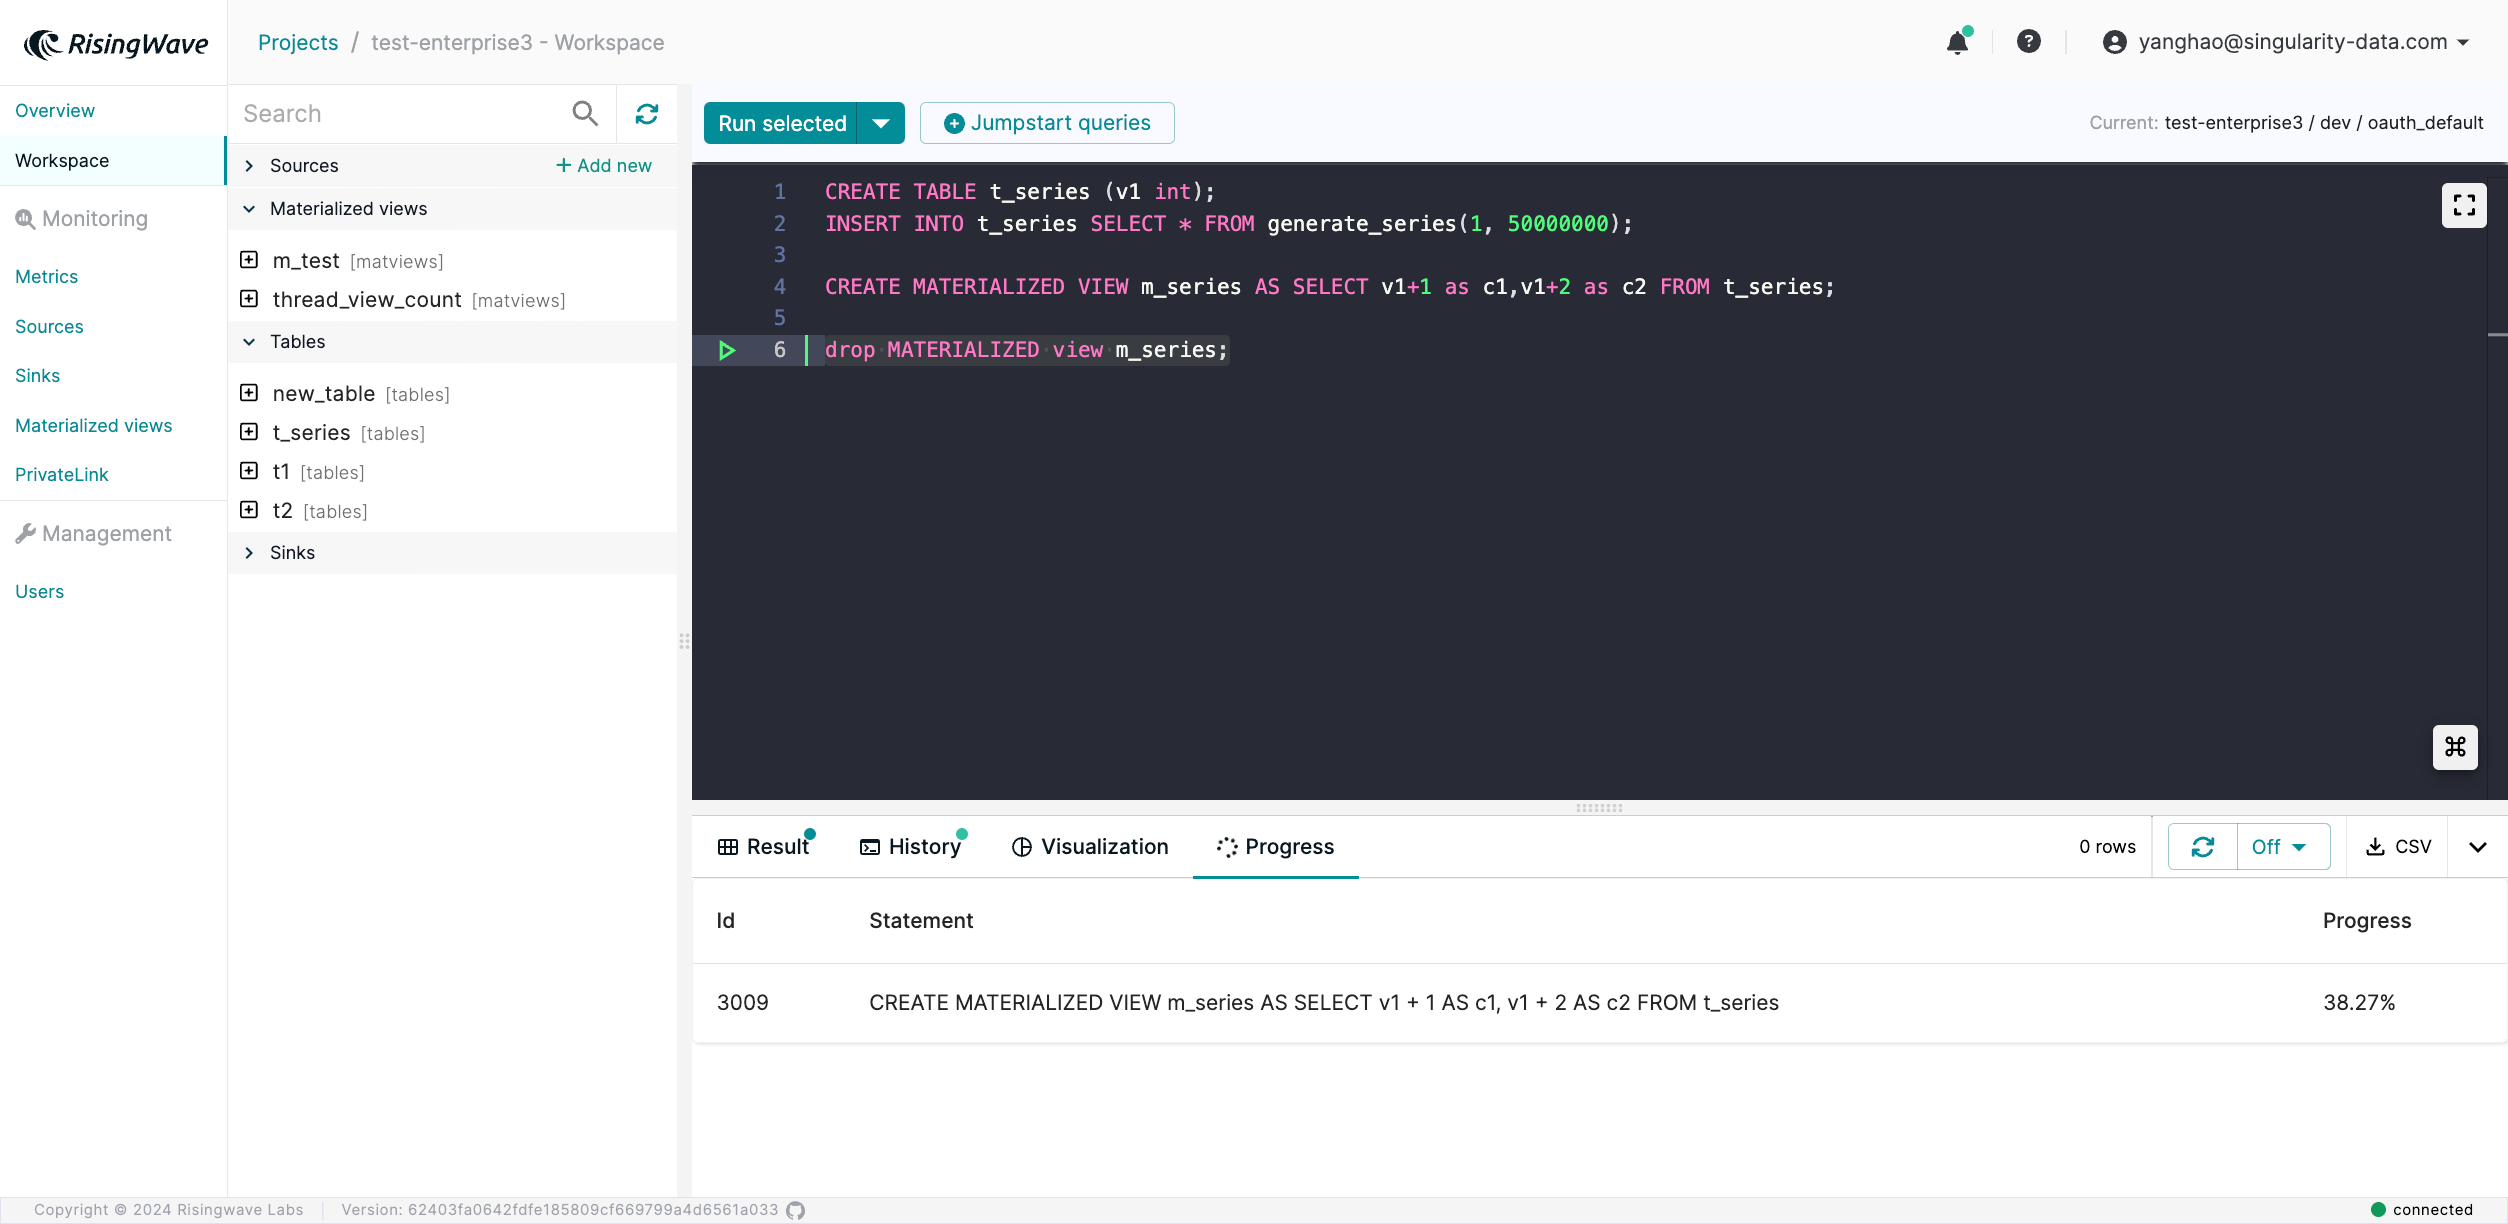 RisingWave
Projects / test-enterprise3 - Workspace
yanghao@singularity-data.com
Overview
Workspace
Monitoring
Metrics
Sources
Sinks
Materialized views
PrivateLink
Management
Users
Search
Sources
+ Add new
Materialized views
m_test [matviews]
thread_view_count [matviews]
Tables
new_table [tables]
t_series [tables]
t1 [tables]
t2 [tables]
Sinks
Run selected
Jumpstart queries
Current: test-enterprise3 / dev / oauth_default
1 CREATE TABLE t_series (v1 int);
2 INSERT INTO t_series SELECT * FROM generate_series(1, 50000000);
3
4 CREATE MATERIALIZED VIEW m_series AS SELECT v1+1 as c1,v1+2 as c2 FROM t_series;
5
6 drop MATERIALIZED view m_series;
Result
History
Visualization
Progress
0 rows
Off
CSV
Id Statement Progress
3009 CREATE MATERIALIZED VIEW m_series AS SELECT v1 + 1 AS c1, v1 + 2 AS c2 FROM t_series 38.27%
Copyright © 2024 Risingwave Labs
Version: 62403fa0642fdfe185809cf669799a4d6561a033
connected